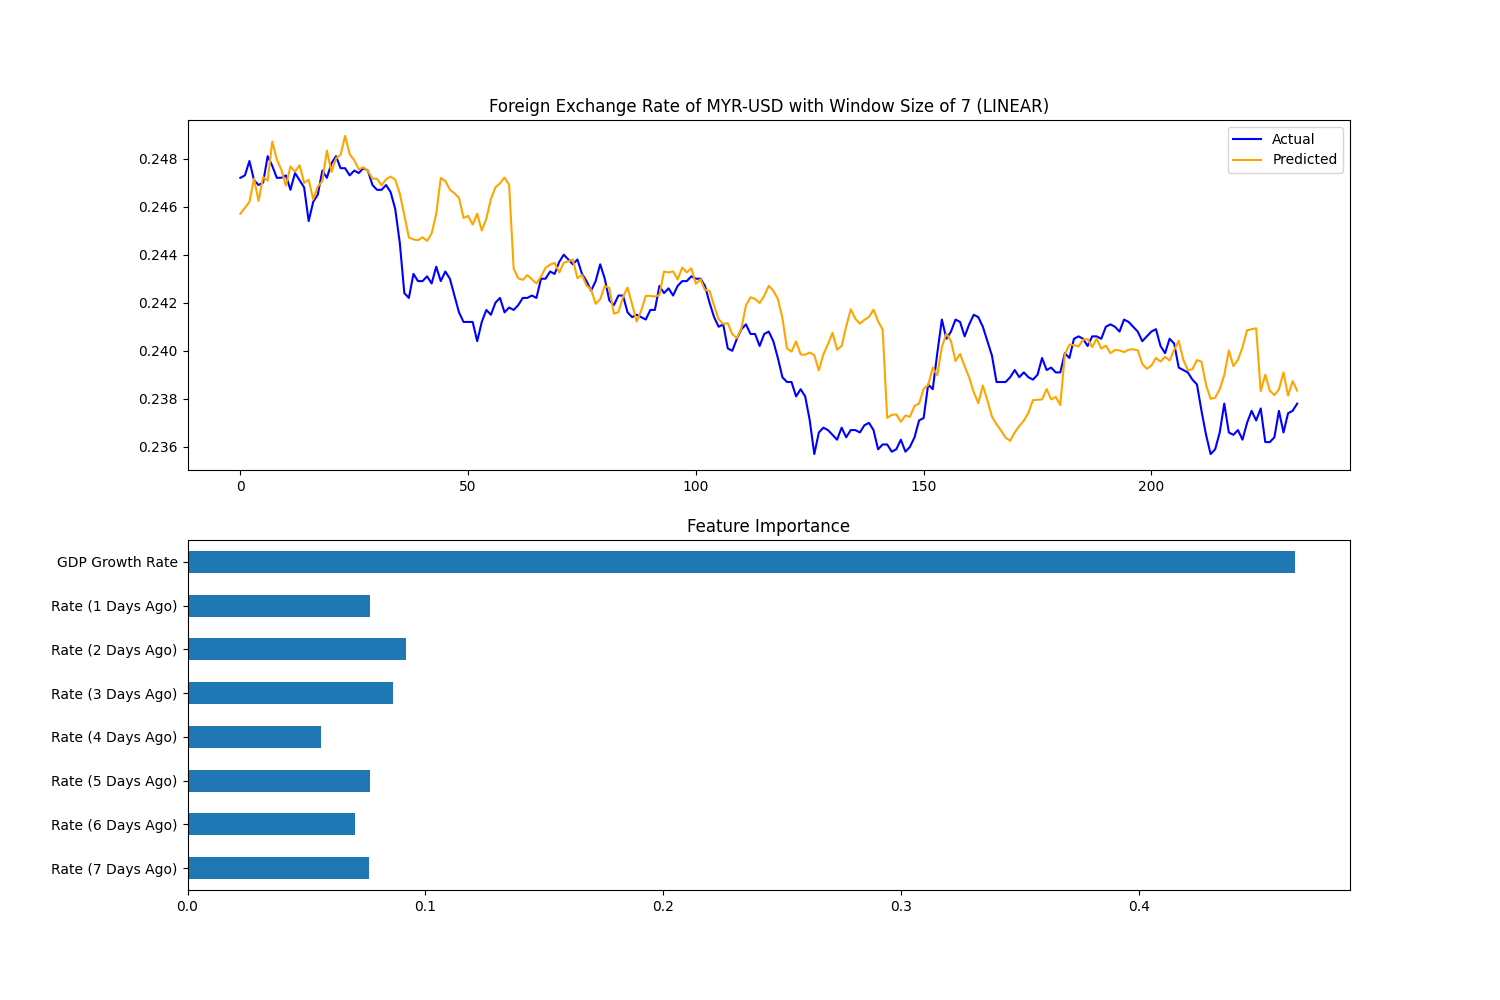 Foreign Exchange Rate of MYR-USD with Window Size of 7 (LINEAR)
Actual
Predicted
0.248
0.246
0.244
0.242
0.240
0.238
0.236
0 50 100 150 200
Feature Importance
GDP Growth Rate
Rate (1 Days Ago)
Rate (2 Days Ago)
Rate (3 Days Ago)
Rate (4 Days Ago)
Rate (5 Days Ago)
Rate (6 Days Ago)
Rate (7 Days Ago)
0.0 0.1 0.2 0.3 0.4